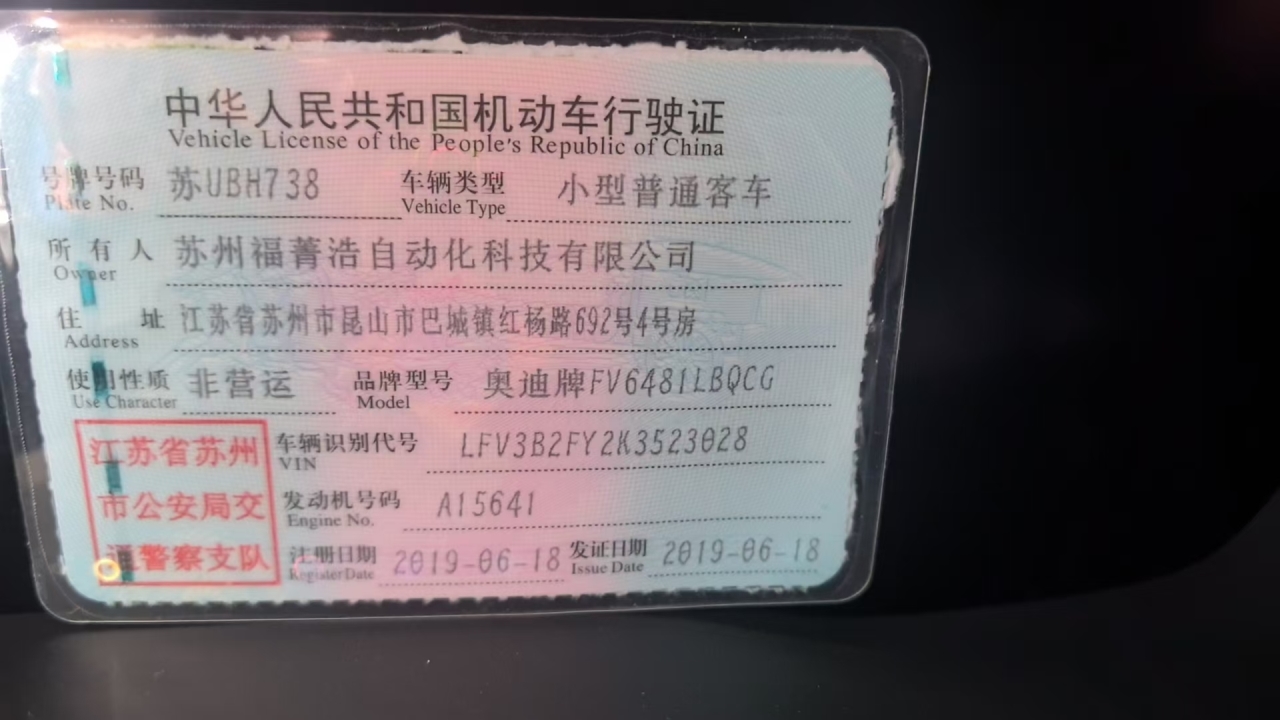 中华人民共和国机动车行驶证
Vehicle License of the People's Republic of China
号牌号码 苏UBH738 车辆类型 小型普通客车
Plate No. Vehicle Type
所有人 苏州福菁浩自动化科技有限公司
Owner
住址 江苏省苏州市昆山市巴城镇红杨路692号4号房
Address
使用性质 非营运 品牌型号 奥迪牌FV6481LBQCG
Use Character Model
江苏省苏州 车辆识别代号 LFV3B2FY2K3523028
VIN
市公安局交 发动机号码 A15641
Engine No.
通警察支队 注册日期 2019-06-18 发证日期 2019-06-18
Register Date Issue Date